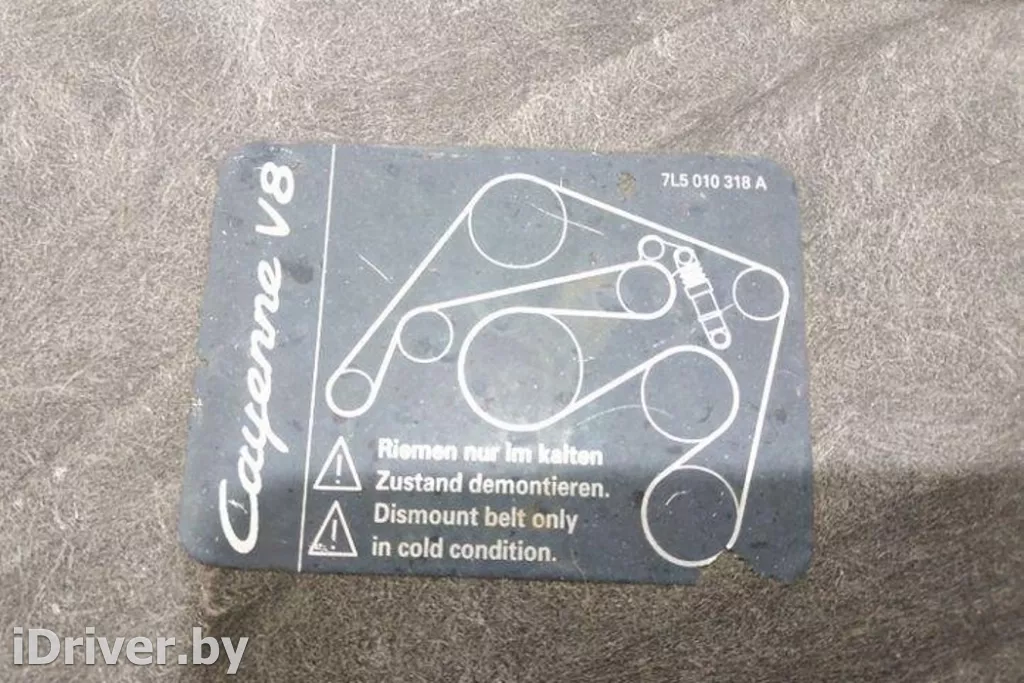 Cayenne V8
7L5 010 318 A
Riemen nur im kalten
Zustand demontieren.
Dismount belt only
in cold condition.
iDriver.by